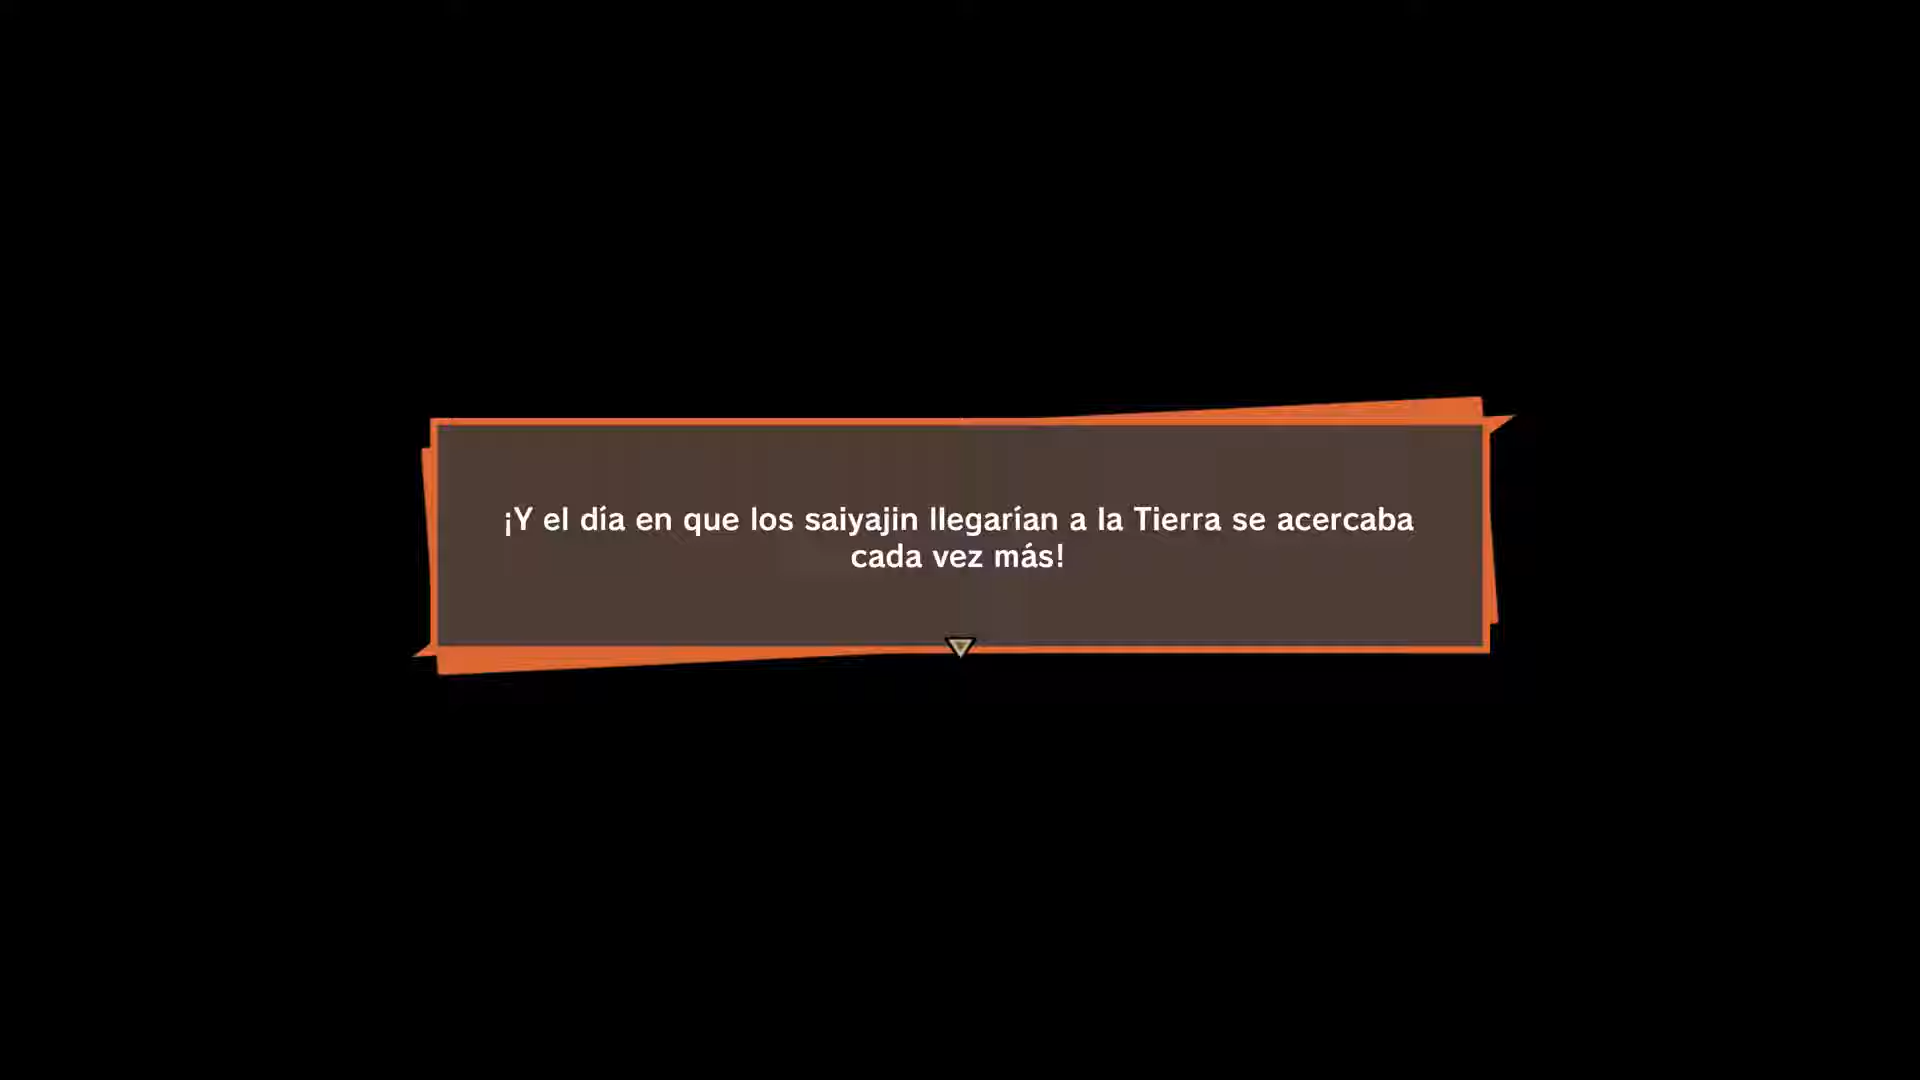 ¡Y el día en que los saiyajin llegarían a la Tierra se acercaba
cada vez más!